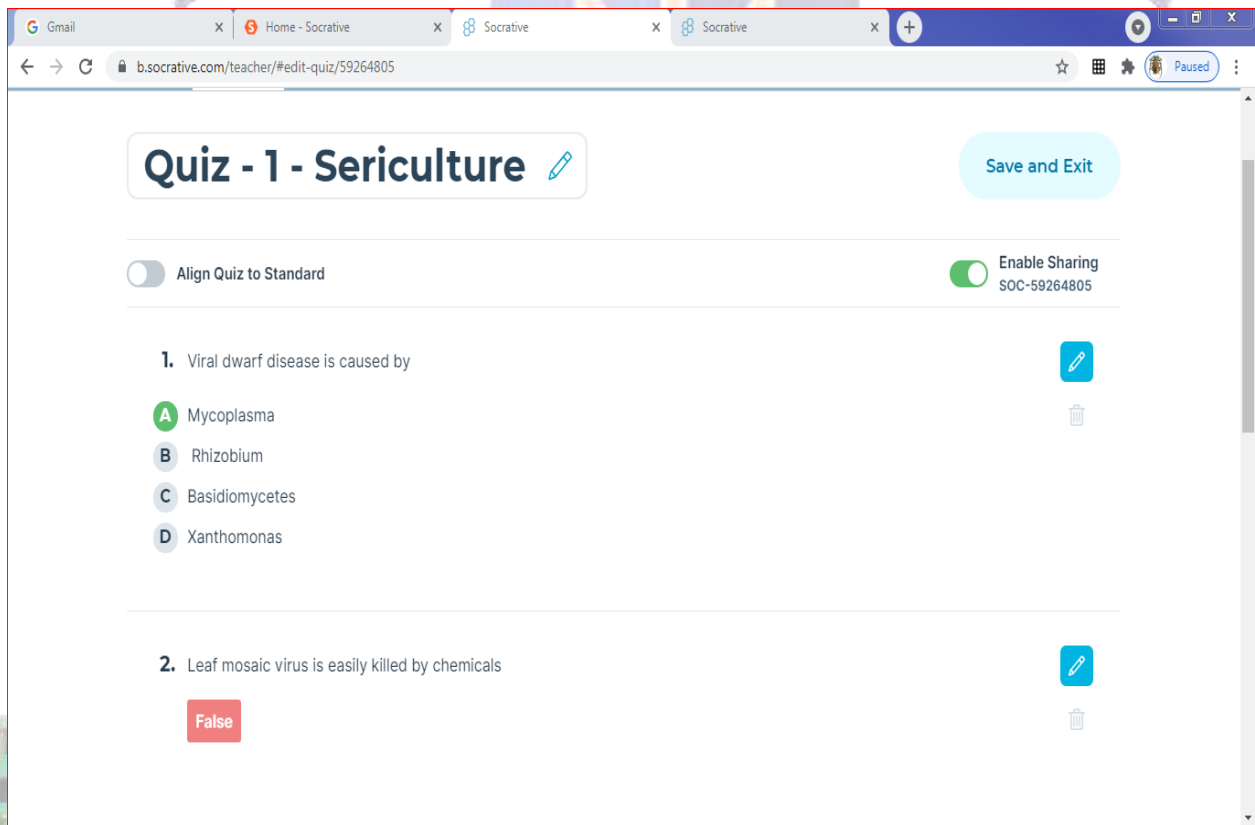 Gmail x Home - Socrative x Socrative x Socrative x
b.socrative.com/teacher/#edit-quiz/59264805 Paused
Quiz - 1 - Sericulture Save and Exit
Align Quiz to Standard Enable Sharing
SOC-59264805
1. Viral dwarf disease is caused by
A Mycoplasma
B Rhizobium
C Basidiomycetes
D Xanthomonas
2. Leaf mosaic virus is easily killed by chemicals
False